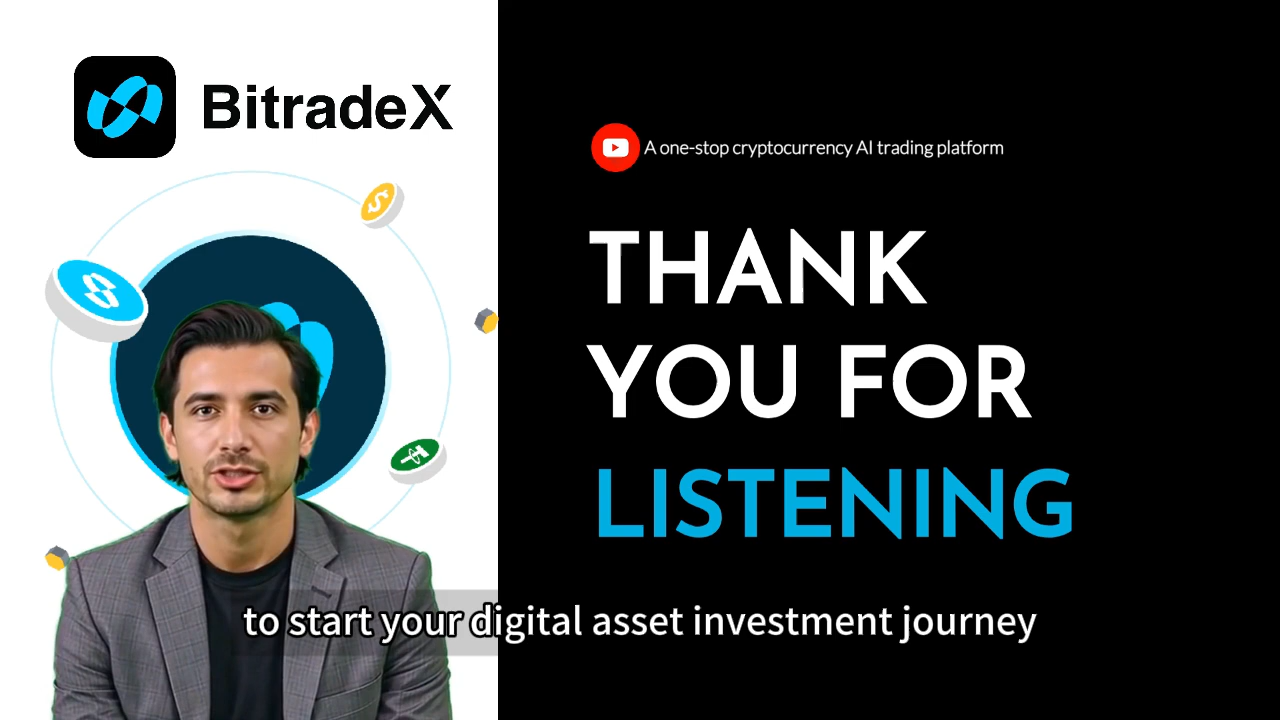 BitradeX
A one-stop cryptocurrency AI trading platform
THANK
YOU FOR
LISTENING
to start your digital asset investment journey